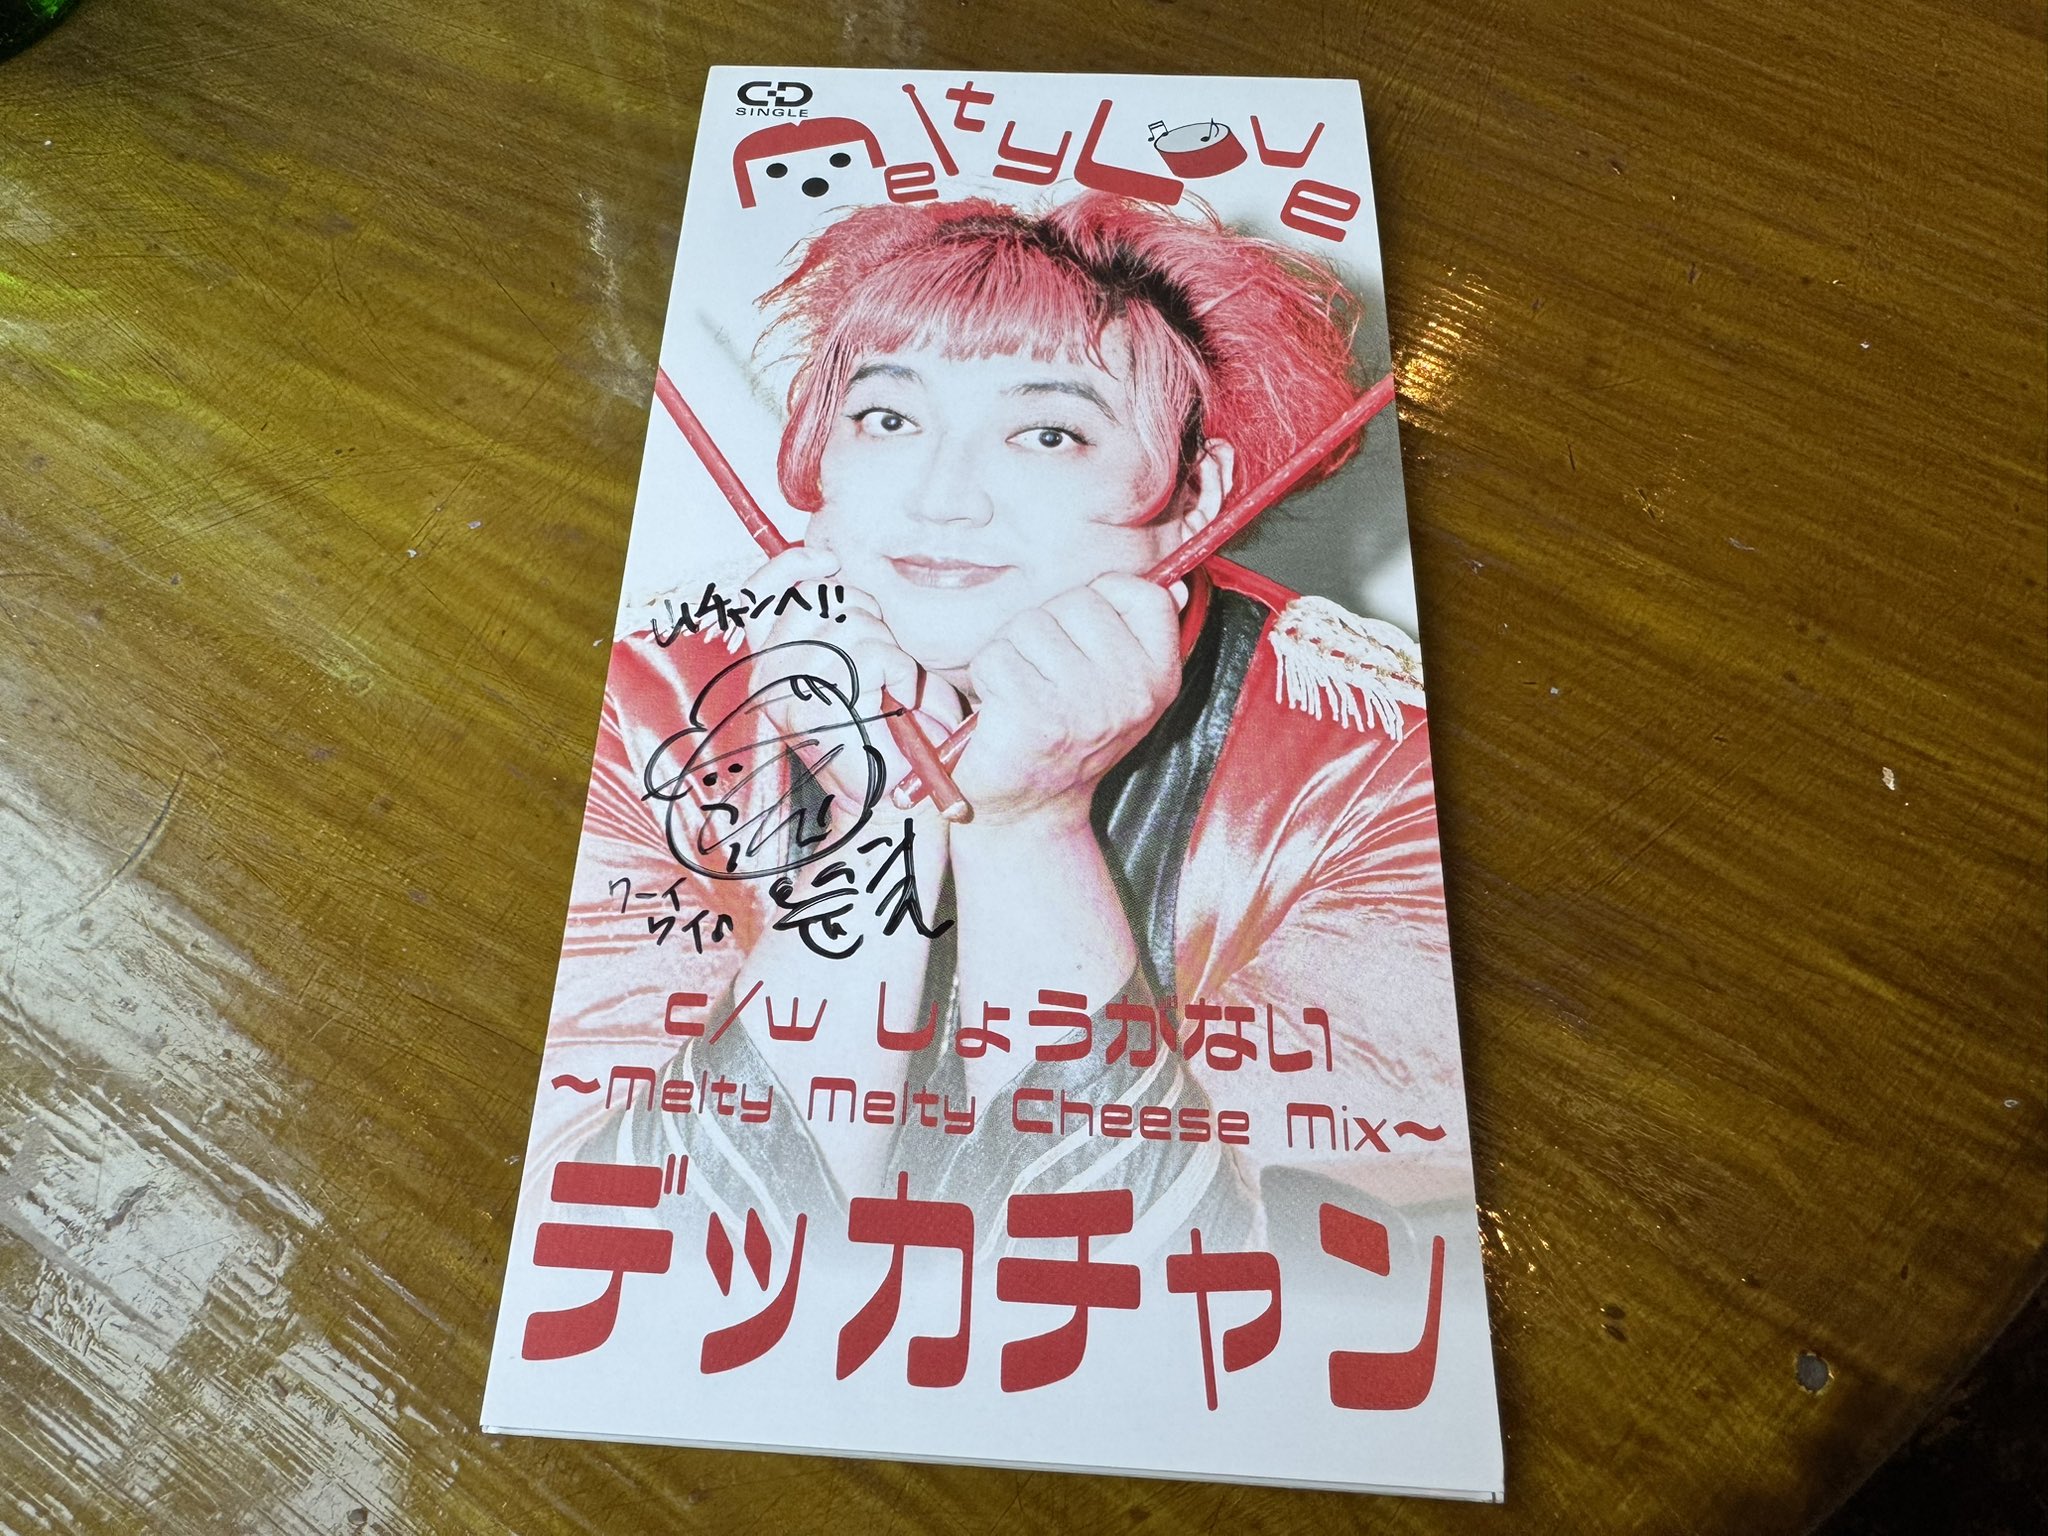 CD
SINGLE
MeltyLove
チャンへ!!
ワーイ
ワイ♪
c/w しょうがない
～Melty Melty Cheese Mix～
デッカチャン